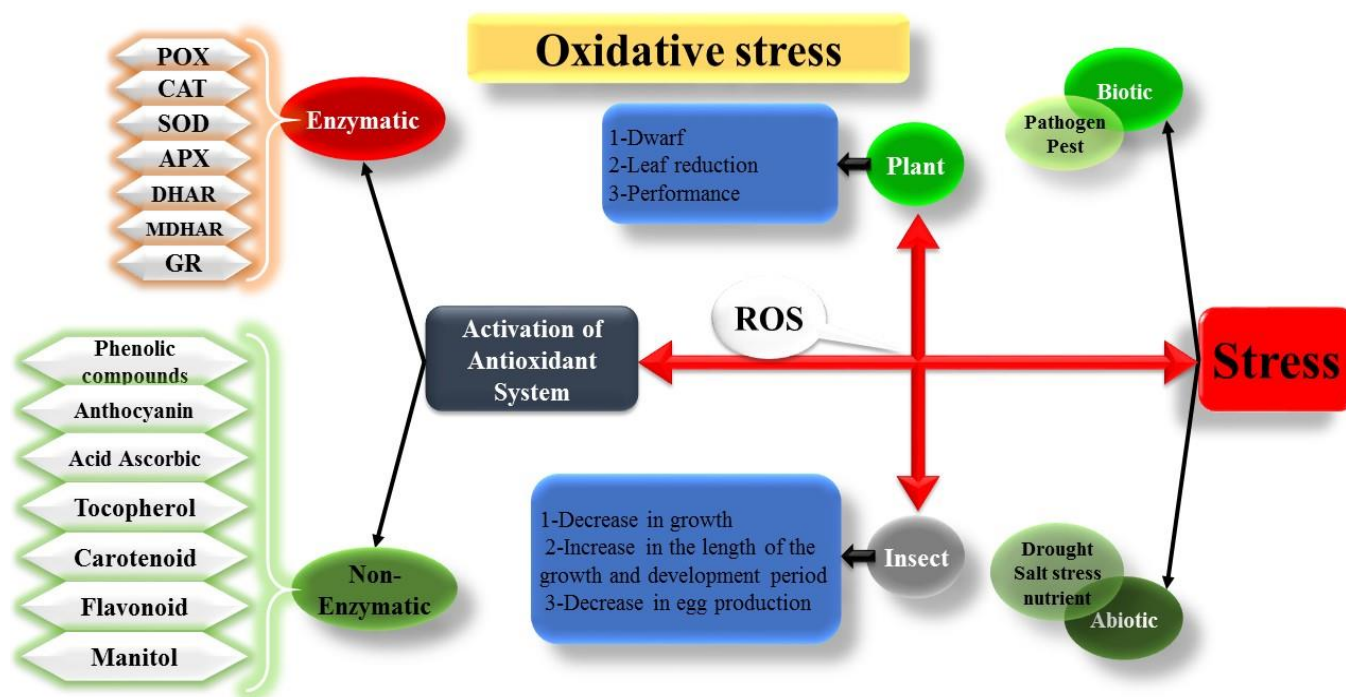 Oxidative stress
POX
CAT
SOD
APX
DHAR
MDHAR
GR
Enzymatic
1-Dwarf
2-Leaf reduction
3-Performance
Plant
Biotic
Pathogen
Pest
Activation of
Antioxidant
System
ROS
Stress
Phenolic
compounds
Anthocyanin
Acid Ascorbic
Tocopherol
Carotenoid
Flavonoid
Manitol
Non-
Enzymatic
1-Decrease in growth
2-Increase in the length of the
growth and development period
3-Decrease in egg production
Insect
Drought
Salt stress
nutrient
Abiotic